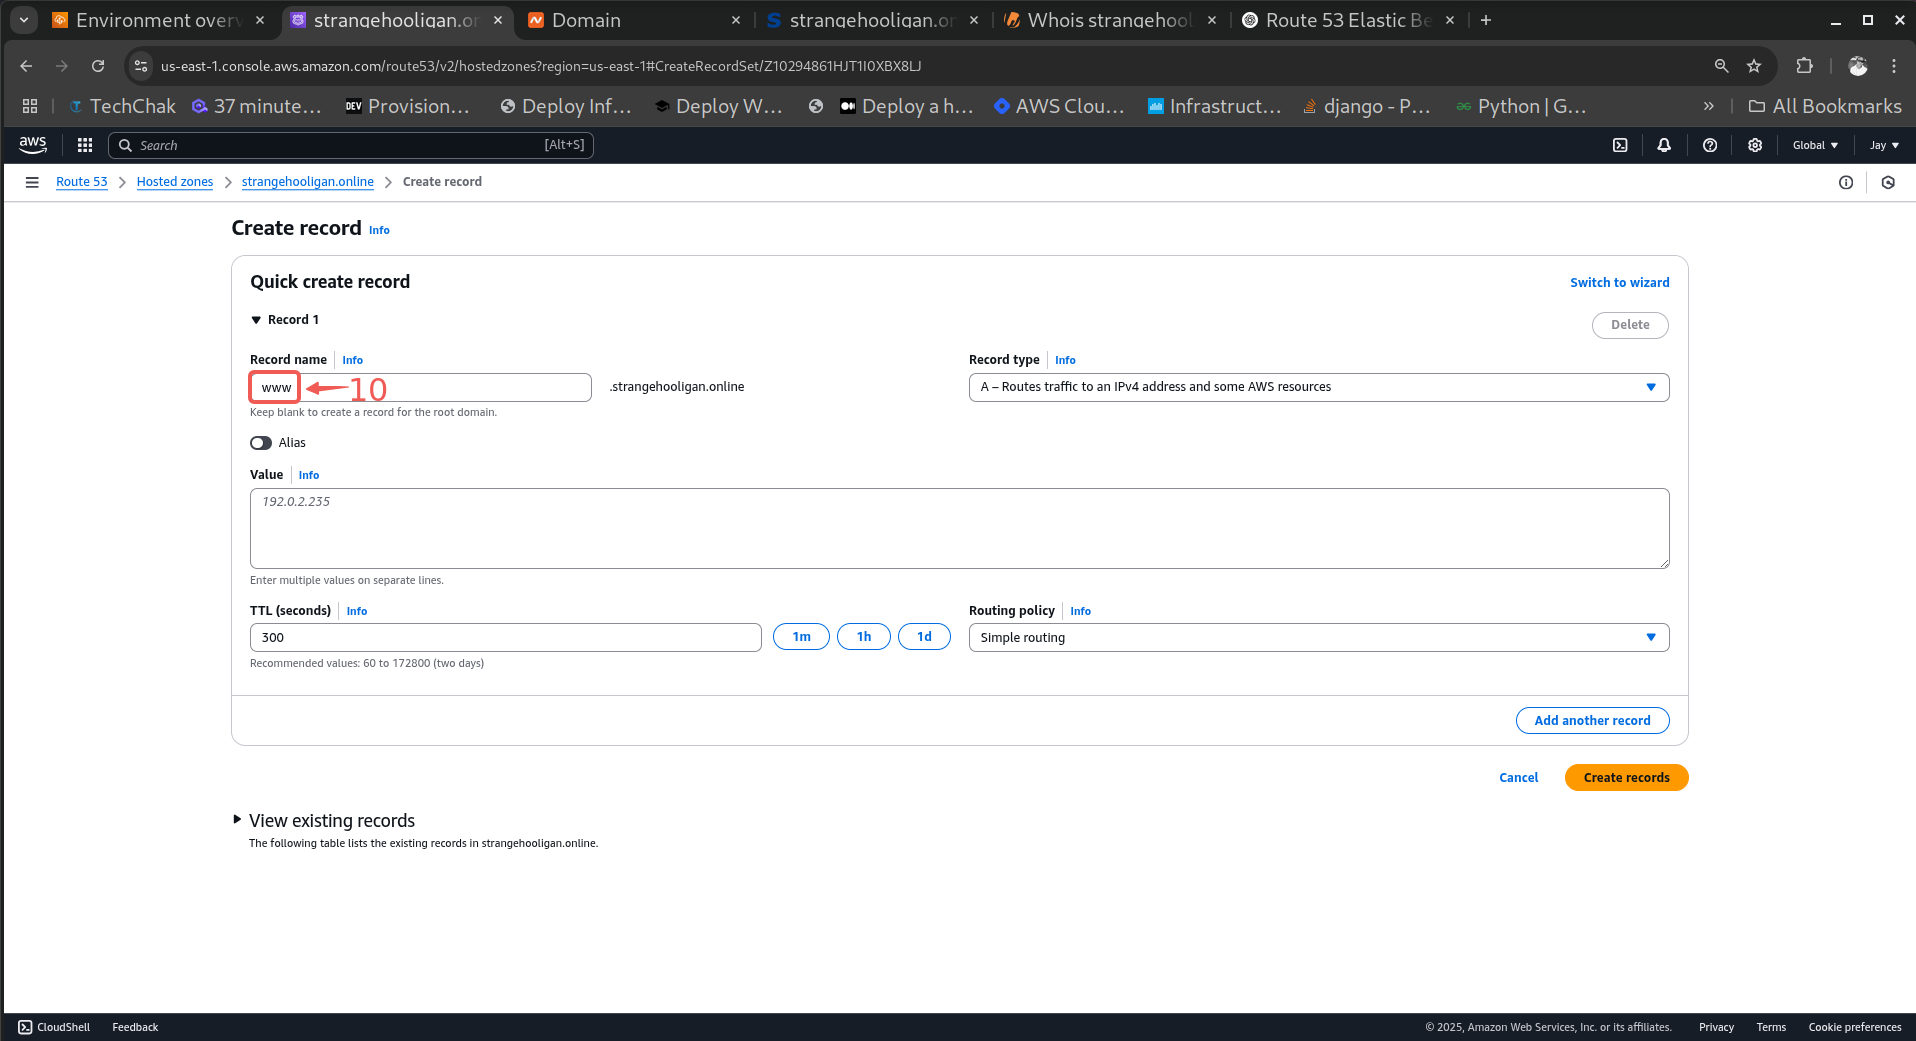 Environment overv
strangehooligan.or
Domain
strangehooligan.or
Whois strangehool
Route 53 Elastic Be
us-east-1.console.aws.amazon.com/route53/v2/hostedzones?region=us-east-1#CreateRecordSet/Z10294861HJT1I0XBX8LJ
TechChak
37 minute...
DEV Provision...
Deploy Inf...
Deploy W...
Deploy a h...
AWS Clou...
Infrastruct...
django - P...
Python | G...
» All Bookmarks
aws
Search [Alt+S]
Global
Jay
Route 53 > Hosted zones > strangehooligan.online > Create record
Create record Info
Quick create record
Switch to wizard
Record 1
Delete
Record name Info
Record type Info
www 10 .strangehooligan.online
A – Routes traffic to an IPv4 address and some AWS resources
Keep blank to create a record for the root domain.
Alias
Value Info
192.0.2.235
Enter multiple values on separate lines.
TTL (seconds) Info
Routing policy Info
300 1m 1h 1d
Simple routing
Recommended values: 60 to 172800 (two days)
Add another record
Cancel
Create records
View existing records
The following table lists the existing records in strangehooligan.online.
CloudShell Feedback
© 2025, Amazon Web Services, Inc. or its affiliates. Privacy Terms Cookie preferences